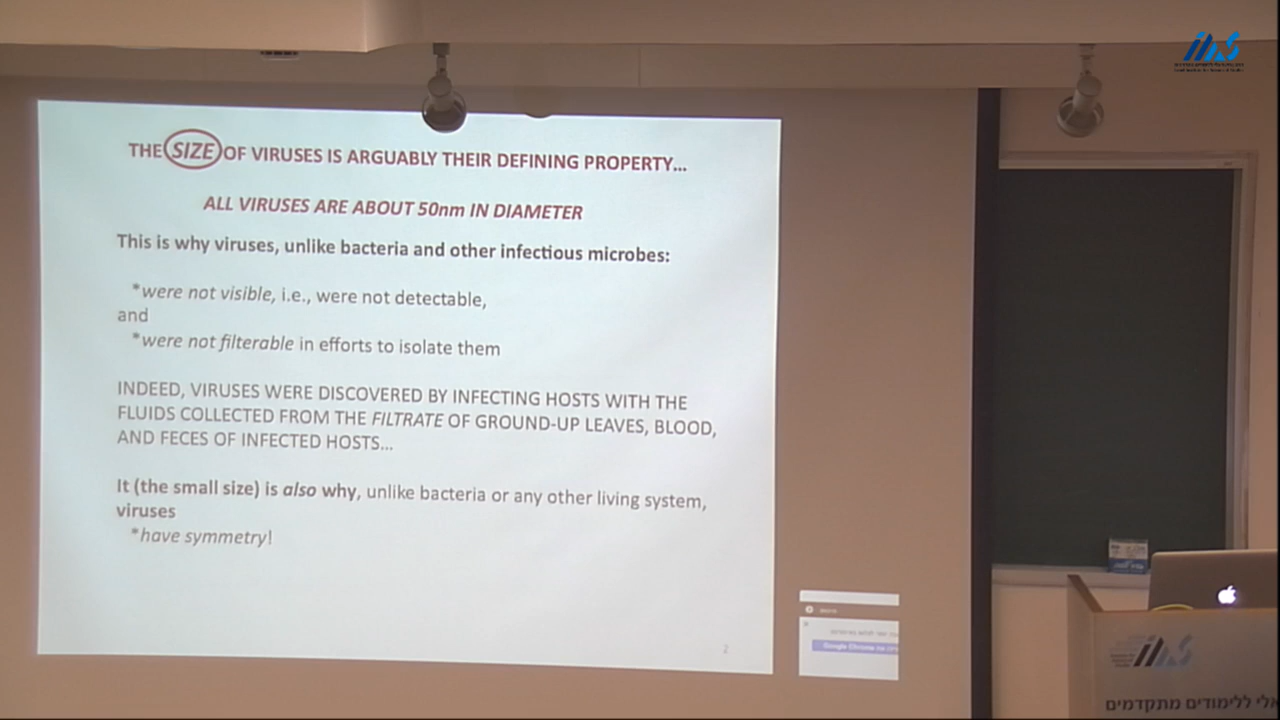 THE SIZE OF VIRUSES IS ARGUABLY THEIR DEFINING PROPERTY...
ALL VIRUSES ARE ABOUT 50nm IN DIAMETER
This is why viruses, unlike bacteria and other infectious microbes:
*were not visible, i.e., were not detectable,
and
*were not filterable in efforts to isolate them
INDEED, VIRUSES WERE DISCOVERED BY INFECTING HOSTS WITH THE
FLUIDS COLLECTED FROM THE FILTRATE OF GROUND-UP LEAVES, BLOOD,
AND FECES OF INFECTED HOSTS...
It (the small size) is also why, unlike bacteria or any other living system,
viruses
*have symmetry!
2
Google Chrome
ללימודים מתקדמים